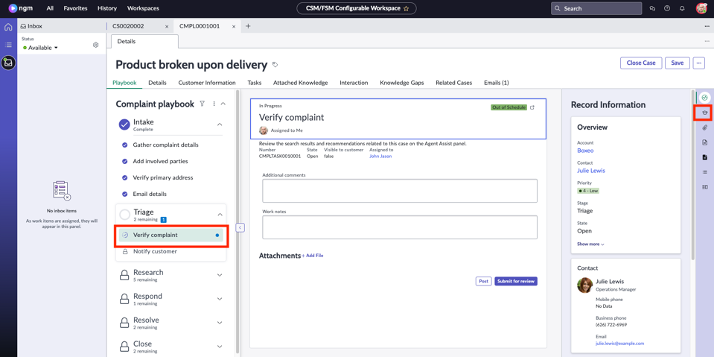 ngm
All
Favorites
History
Workspaces
CSM/FSM Configurable Workspace
Search
Inbox
CS0020002
CMPL0001001
Status
Available
Details
Product broken upon delivery
Close Case
Save
Playbook
Details
Customer Information
Tasks
Attached Knowledge
Interaction
Knowledge Gaps
Related Cases
Emails (1)
No inbox items
As work items are assigned, they will
appear in this panel.
Complaint playbook
Intake
Complete
Gather complaint details
Add involved parties
Verify primary address
Email details
Triage
2 remaining
Verify complaint
Notify customer
Research
5 remaining
Respond
1 remaining
Resolve
2 remaining
Close
2 remaining
In Progress
Out of Schedule
Verify complaint
Assigned to Me
Review the search results and recommendations related to this case on the Agent Assist panel.
Number State Visible to customer Assigned to
CMPLTASK0010001 Open false John Jason
Additional comments
Work notes
Attachments + Add File
Post
Submit for review
Record Information
Overview
Account
Boxeo
Contact
Julie Lewis
Priority
4 - Low
Stage
Triage
State
Open
Show more
Contact
Julie Lewis
Operations Manager
Mobile phone
No Data
Business phone
(626) 722-6969
Email
julie.lewis@example.com